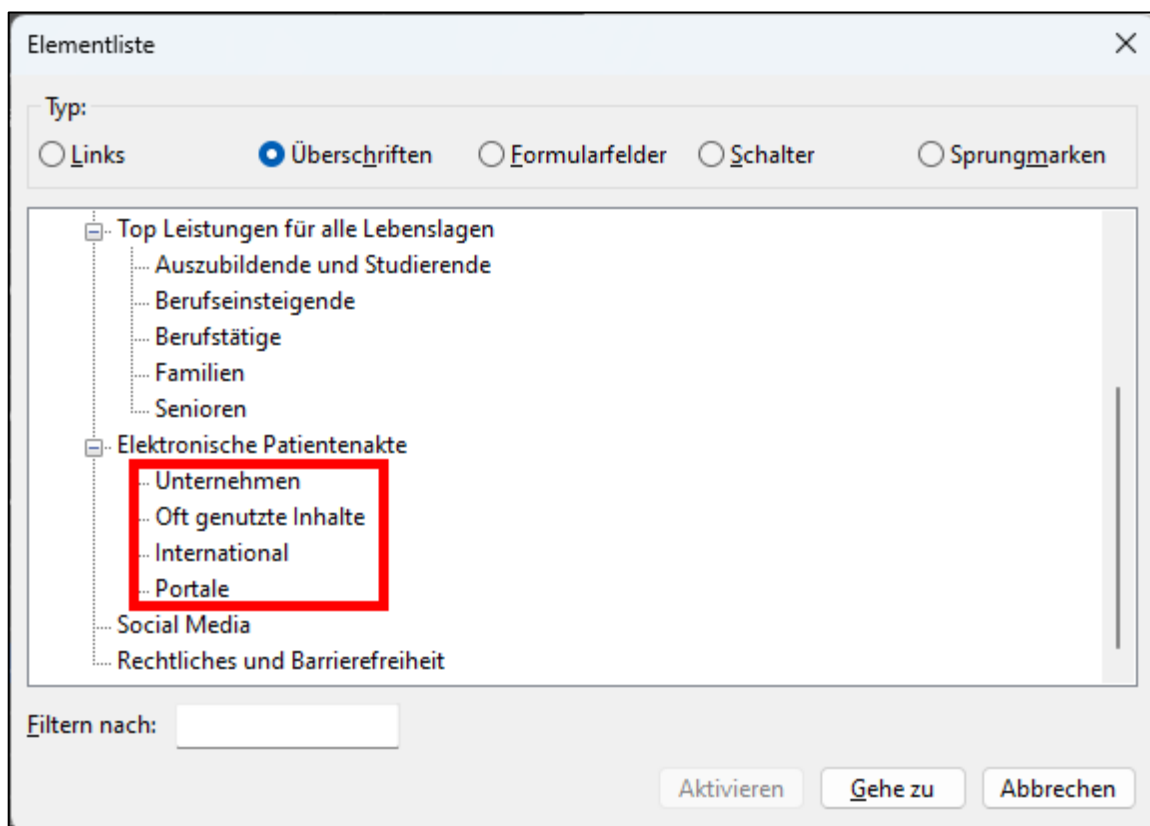 Elementliste
Typ:
Links Überschriften Formularfelder Schalter Sprungmarken
Top Leistungen für alle Lebenslagen
Auszubildende und Studierende
Berufseinsteigende
Berufstätige
Familien
Senioren
Elektronische Patientenakte
Unternehmen
Oft genutzte Inhalte
International
Portale
Social Media
Rechtliches und Barrierefreiheit
Filtern nach:
Aktivieren Gehe zu Abbrechen